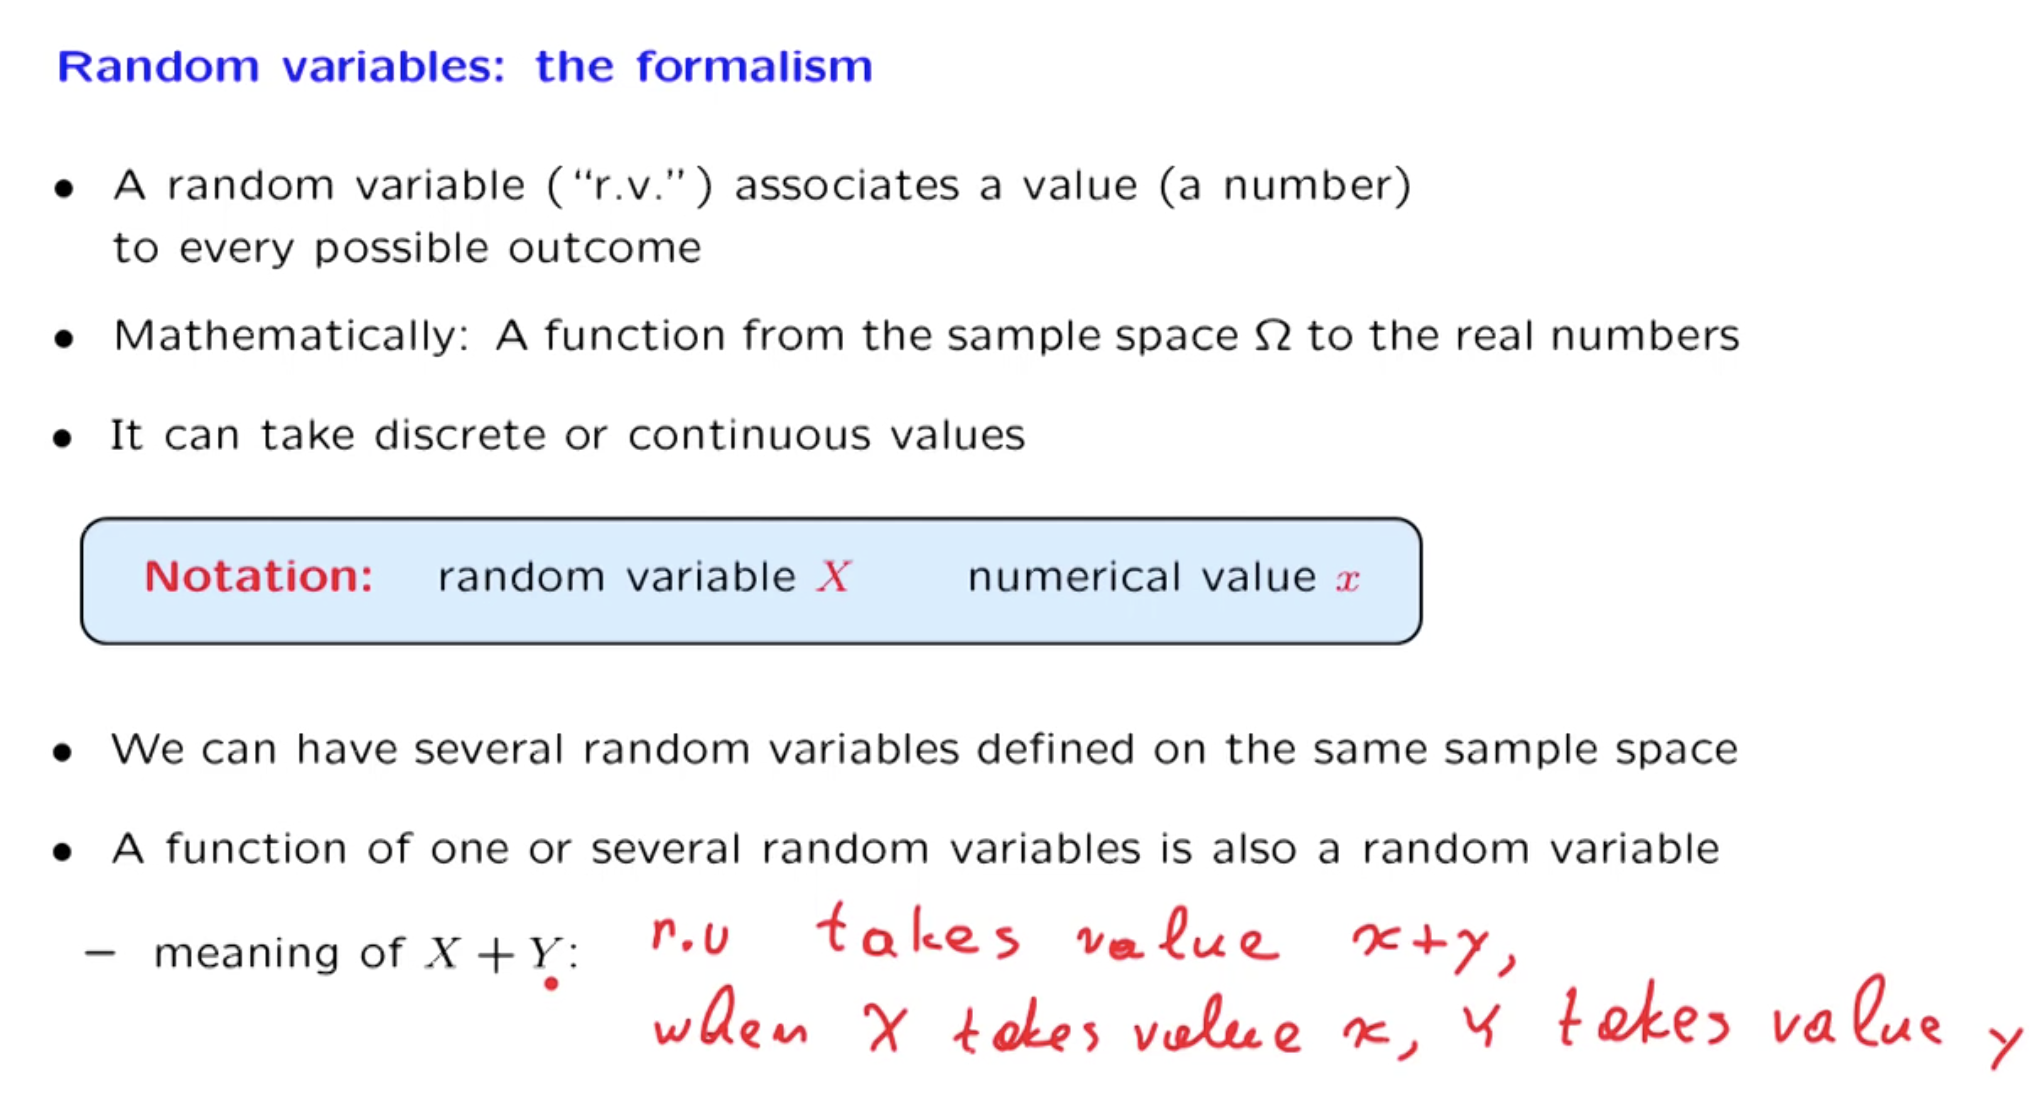 Random variables: the formalism
• A random variable (“r.v.”) associates a value (a number)
to every possible outcome
• Mathematically: A function from the sample space Ω to the real numbers
• It can take discrete or continuous values
Notation: random variable X numerical value x
• We can have several random variables defined on the same sample space
• A function of one or several random variables is also a random variable
– meaning of X + Y: r.v takes value x+y,
when X takes value x, Y takes value y